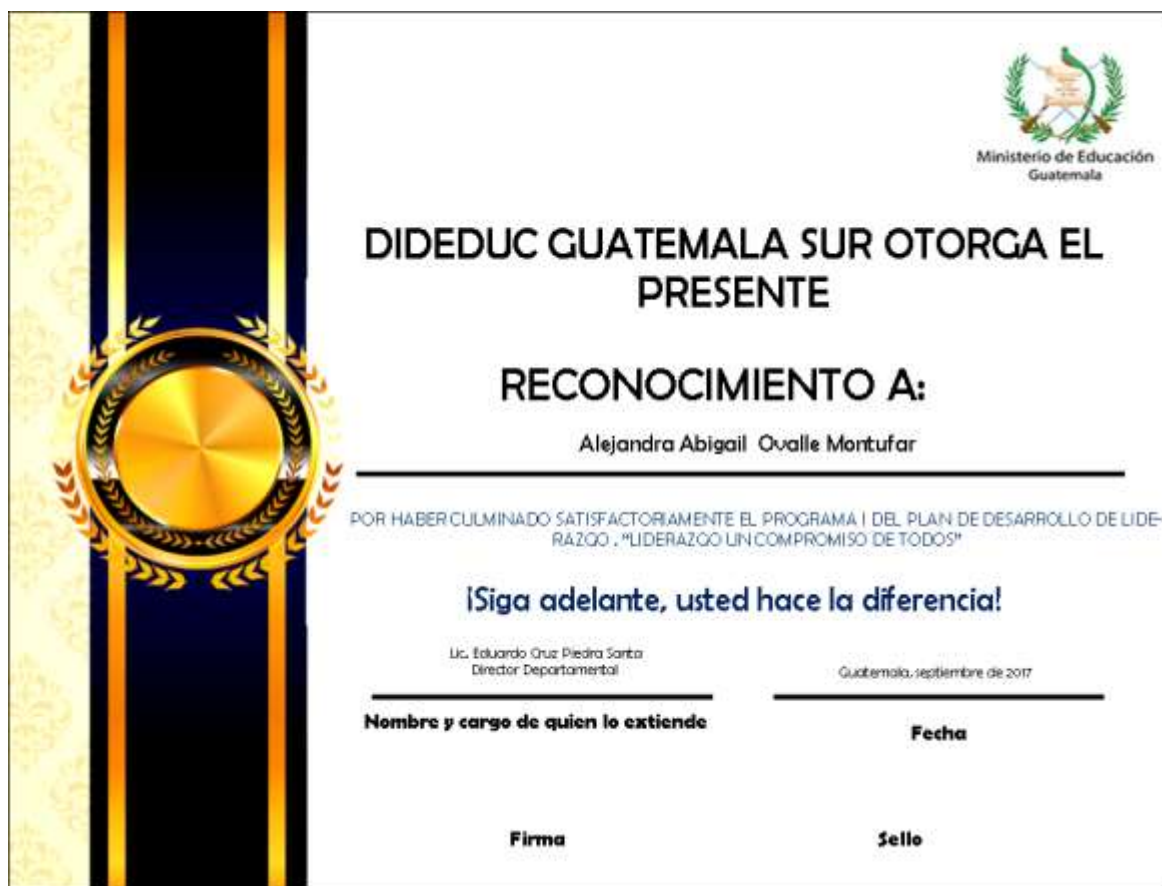 Ministerio de Educación
Guatemala
DIDEDUC GUATEMALA SUR OTORGA EL
PRESENTE
RECONOCIMIENTO A:
Alejandra Abigail Ovalle Montufar
POR HABER CULMINADO SATISFACTORIAMENTE EL PROGRAMA I DEL PLAN DE DESARROLLO DE LIDE-
RAZGO . "LIDERAZGO UN COMPROMISO DE TODOS"
¡Siga adelante, usted hace la diferencia!
Lic. Eduardo Cruz Piedra Santa
Director Departamental
Guatemala, septiembre de 2017
Nombre y cargo de quien lo extiende
Fecha
Firma
Sello